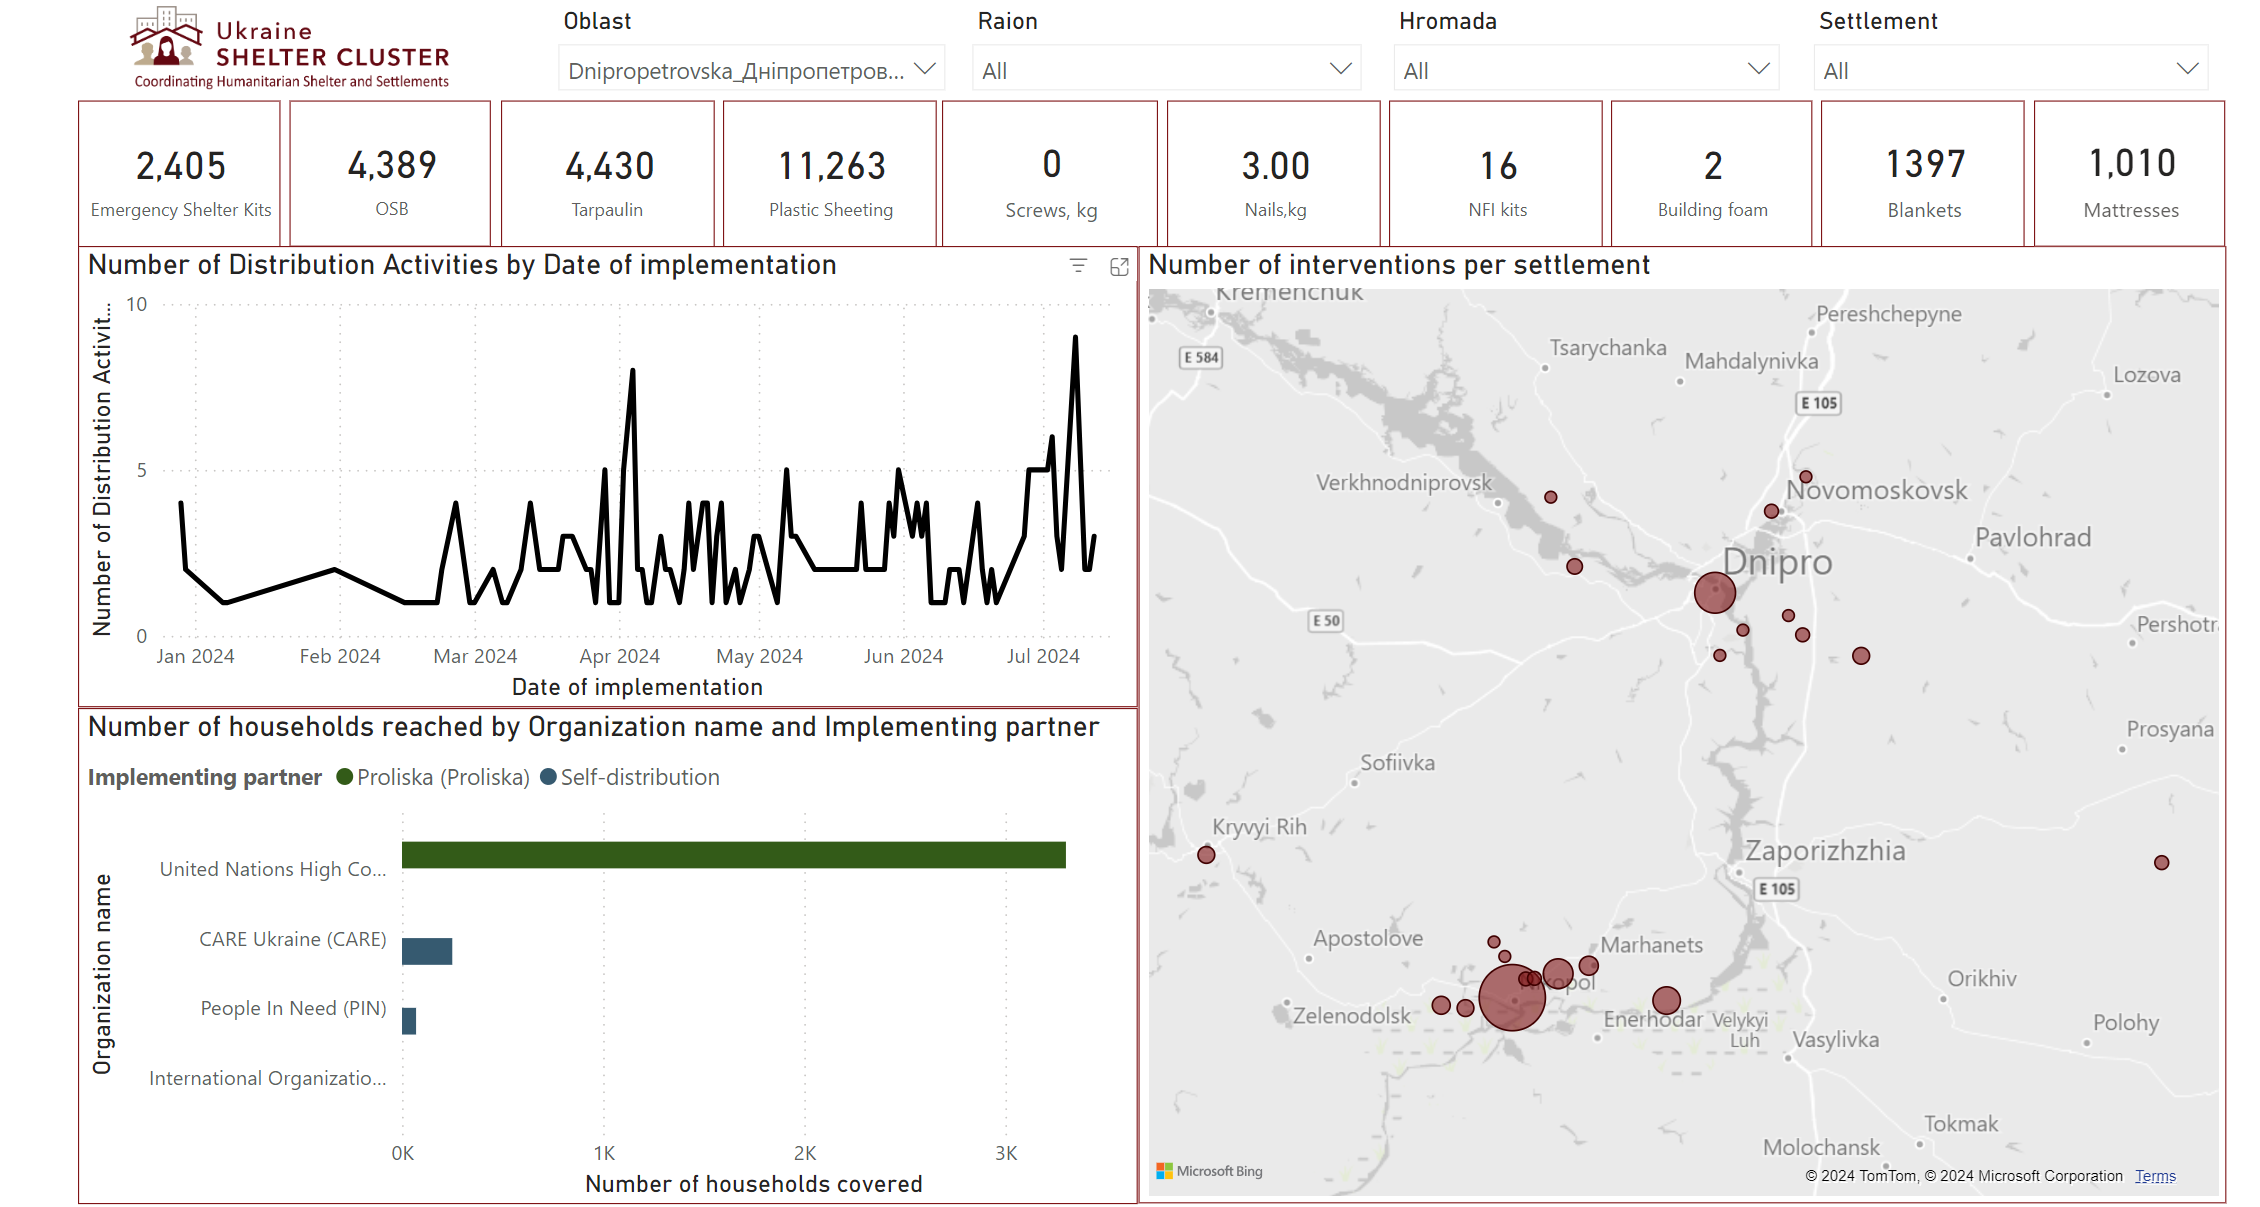 Ukraine
SHELTER CLUSTER
Coordinating Humanitarian Shelter and Settlements
Oblast
Dnipropetrovska_Дніпропетров...
Raion
All
Hromada
All
Settlement
All
2,405
Emergency Shelter Kits
4,389
OSB
4,430
Tarpaulin
11,263
Plastic Sheeting
0
Screws, kg
3.00
Nails,kg
16
NFI kits
2
Building foam
1397
Blankets
1,010
Mattresses
Number of Distribution Activities by Date of implementation
Number of Distribution Activit...
10
5
0
Jan 2024
Feb 2024
Mar 2024
Apr 2024
May 2024
Jun 2024
Jul 2024
Date of implementation
Number of households reached by Organization name and Implementing partner
Implementing partner
Proliska (Proliska)
Self-distribution
Organization name
United Nations High Co...
CARE Ukraine (CARE)
People In Need (PIN)
International Organizatio...
0K
1K
2K
3K
Number of households covered
Number of interventions per settlement
Kremenchuk
Pereshchepyne
E 584
Tsarychanka
Mahdalynivka
Lozova
E 105
Verkhnodniprovsk
Novomoskovsk
Pavlohrad
Dnipro
E 50
Pershotr
Prosyana
Sofiivka
Kryvyi Rih
Zaporizhzhia
E 105
Apostolove
Marhanets
Nikopol
Orikhiv
Zelenodolsk
Enerhodar
Velykyi
Luh
Vasylivka
Polohy
Tokmak
Molochansk
Microsoft Bing
© 2024 TomTom, © 2024 Microsoft Corporation
Terms